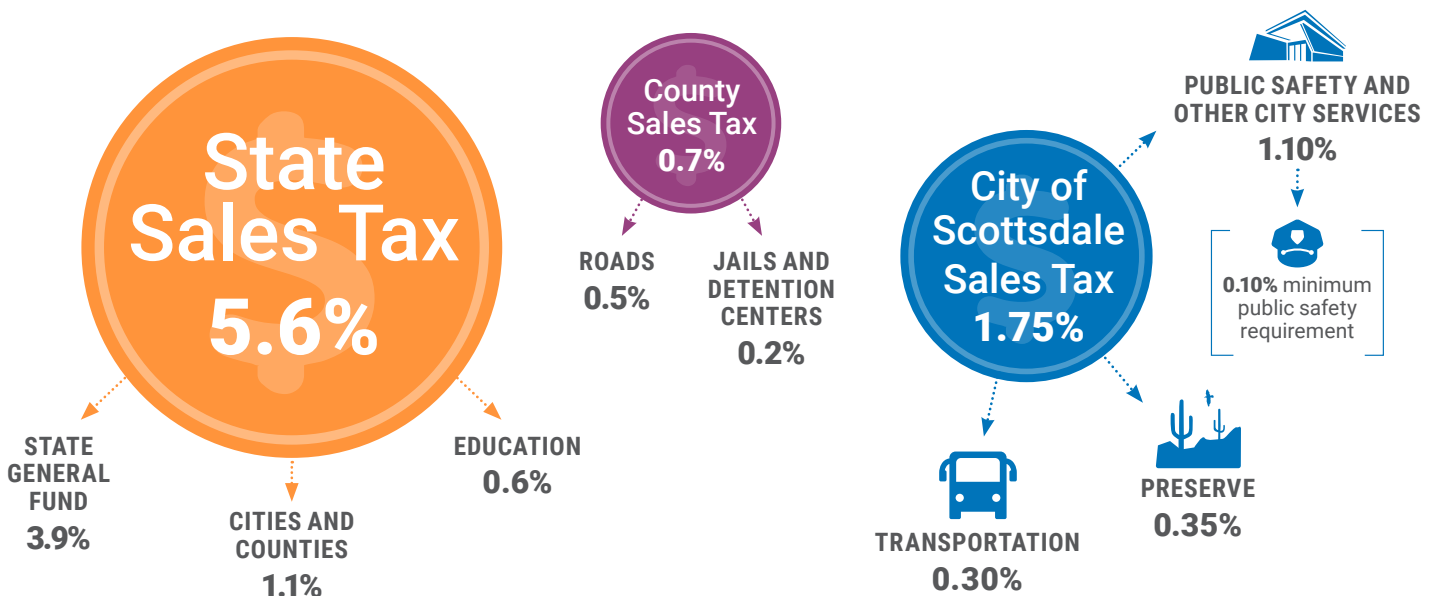 State
Sales Tax
5.6%
STATE
GENERAL
FUND
3.9%
CITIES AND
COUNTIES
1.1%
EDUCATION
0.6%
County
Sales Tax
0.7%
ROADS
0.5%
JAILS AND
DETENTION
CENTERS
0.2%
City of
Scottsdale
Sales Tax
1.75%
PUBLIC SAFETY AND
OTHER CITY SERVICES
1.10%
0.10% minimum
public safety
requirement
TRANSPORTATION
0.30%
PRESERVE
0.35%